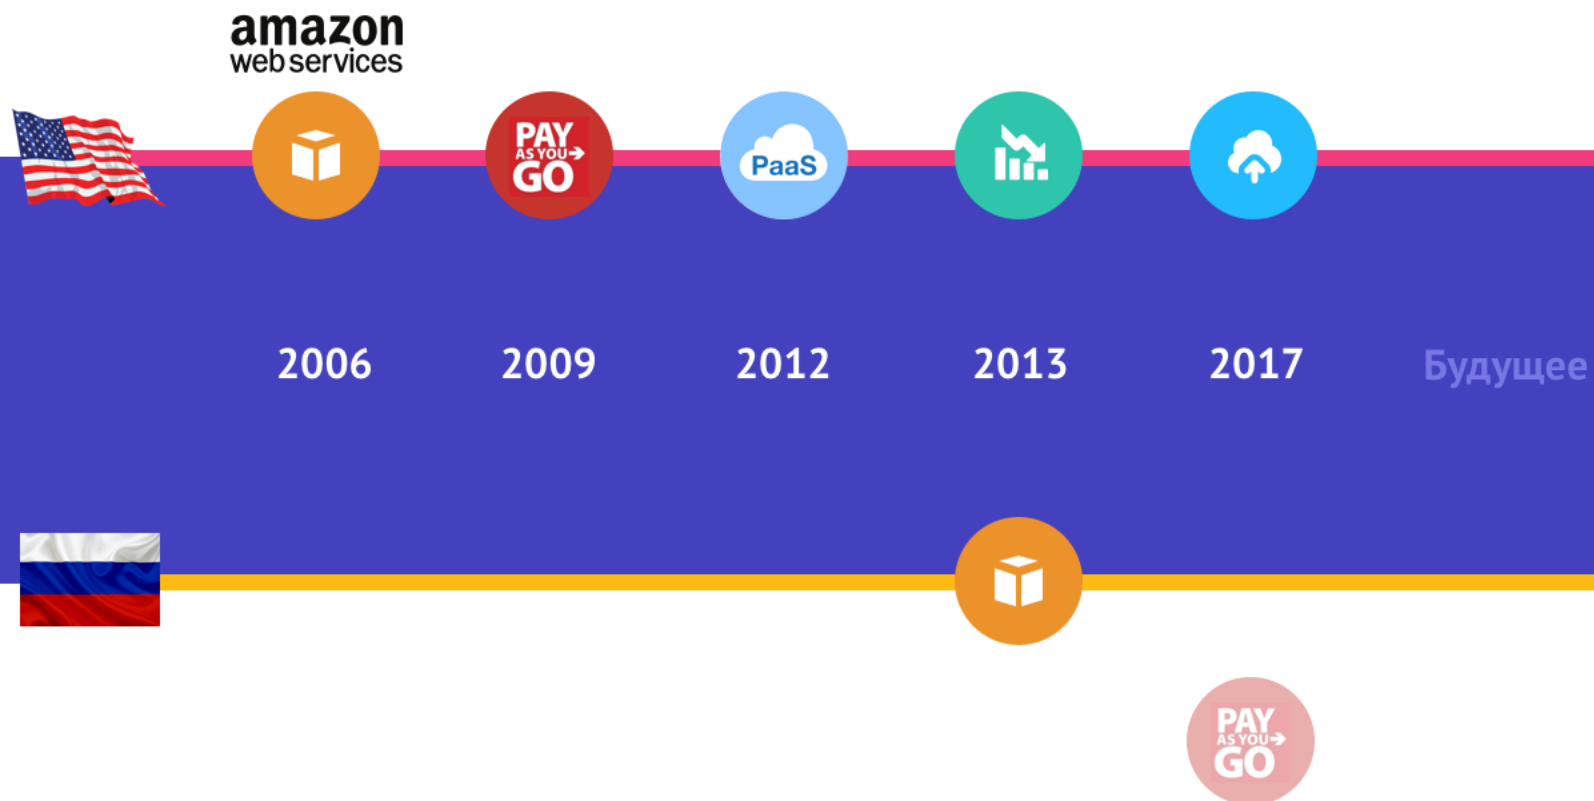 amazon
web services
PAY
AS YOU
GO
PaaS
2006
2009
2012
2013
2017
Будущее
PAY
AS YOU
GO